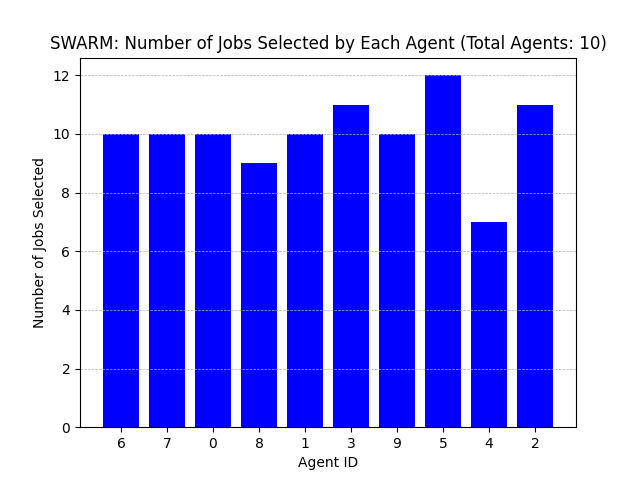 SWARM: Number of Jobs Selected by Each Agent (Total Agents: 10)
12
10
8
6
4
2
0
Number of Jobs Selected
6 7 0 8 1 3 9 5 4 2
Agent ID